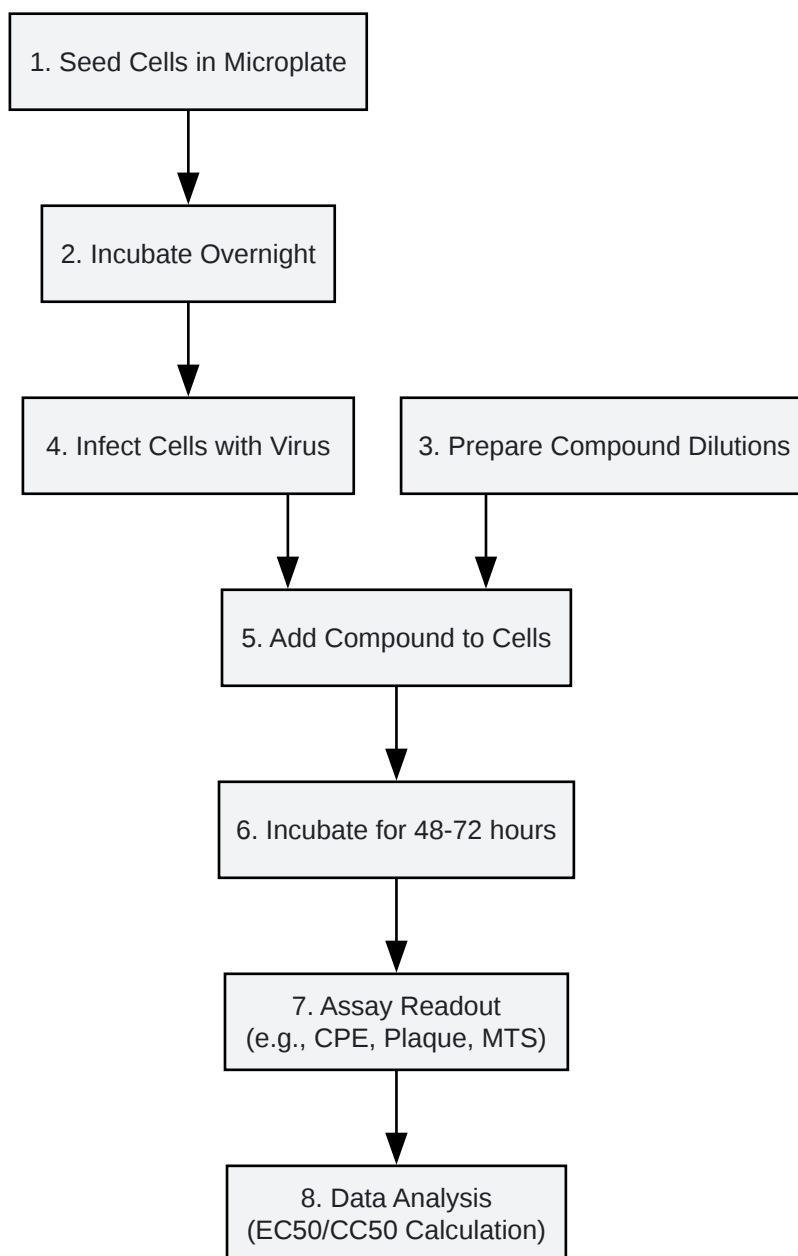 1. Seed Cells in Microplate
2. Incubate Overnight
4. Infect Cells with Virus
3. Prepare Compound Dilutions
5. Add Compound to Cells
6. Incubate for 48-72 hours
7. Assay Readout
(e.g., CPE, Plaque, MTS)
8. Data Analysis
(EC50/CC50 Calculation)